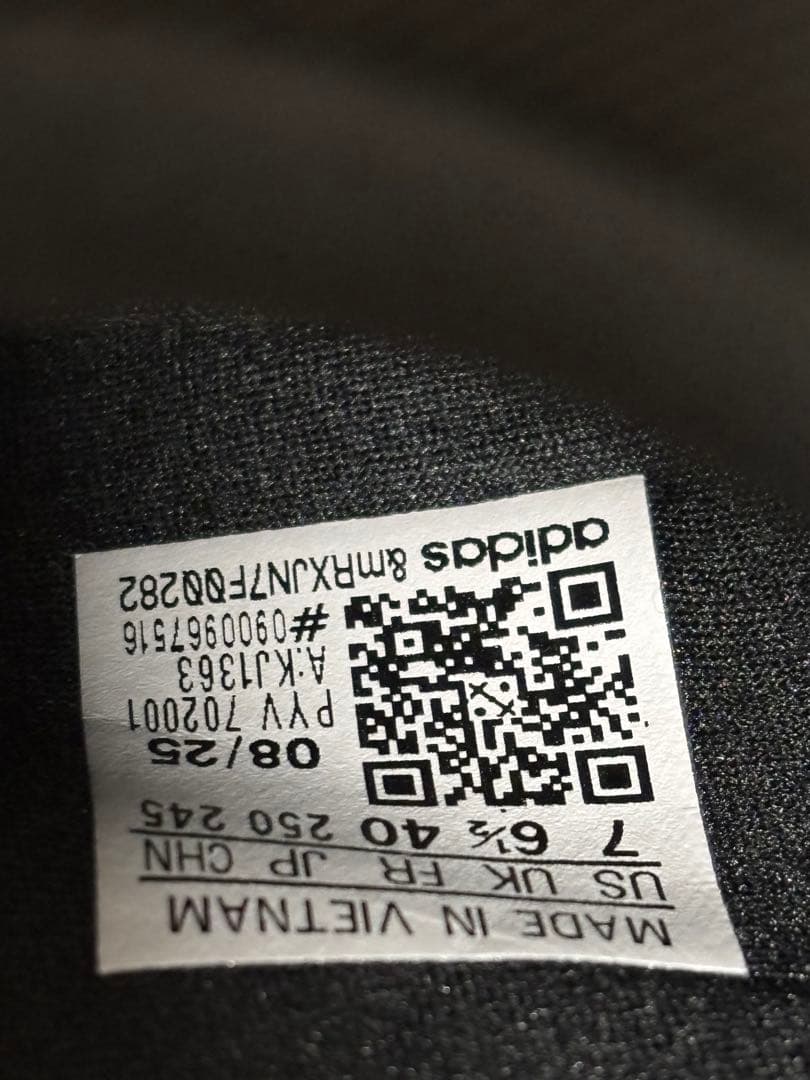 MADE IN VIETNAM
US UK FR JP CHN
7 6½ 40 250 245
08/25
PYV 702001
A:KJ1363
#0900967516
adidas &mRXJN7F00282